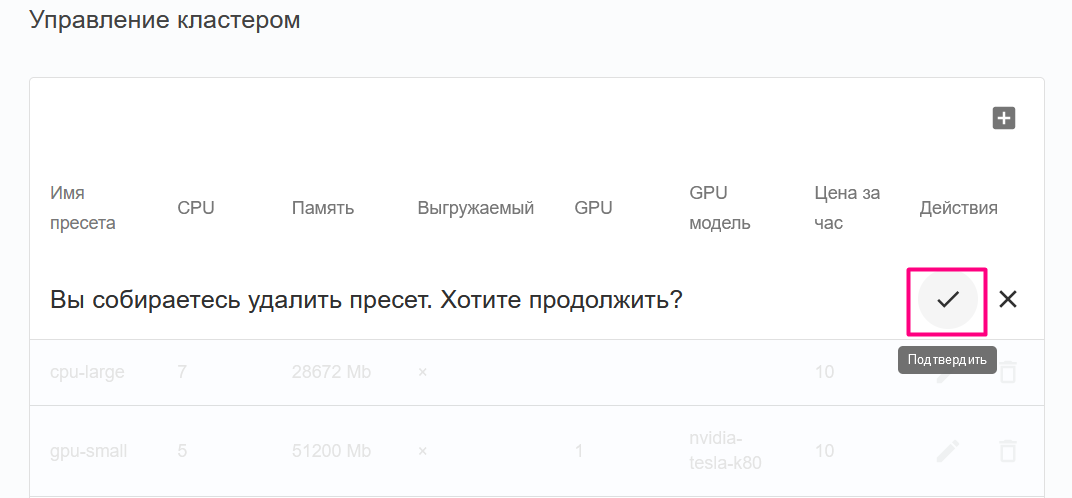 Управление кластером
Имя пресета CPU Память Выгружаемый GPU GPU модель Цена за час Действия
Вы собираетесь удалить пресет. Хотите продолжить?
Подтвердить
cpu-large 7 28672 Mb × 10
gpu-small 5 51200 Mb × 1 nvidia-tesla-k80 10